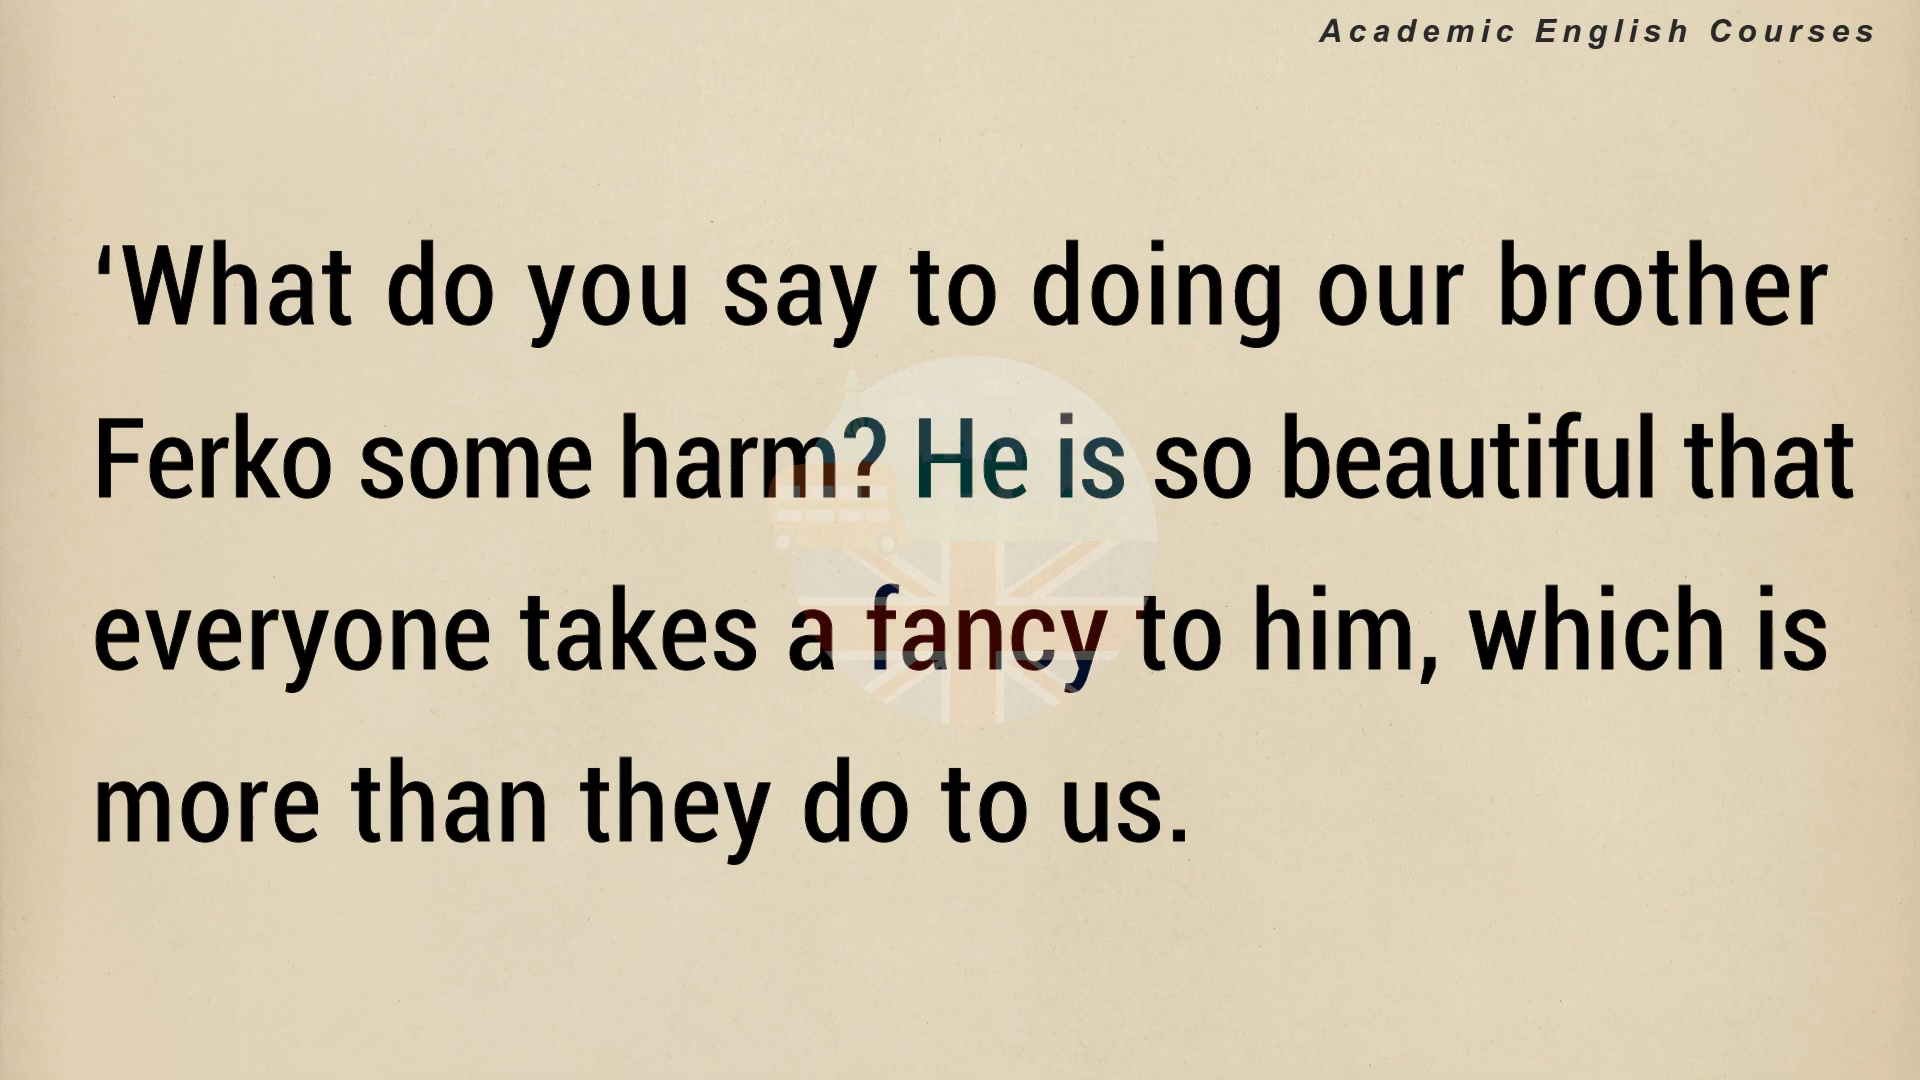 Academic English Courses
‘What do you say to doing our brother
Ferko some harm? He is so beautiful that
everyone takes a fancy to him, which is
more than they do to us.